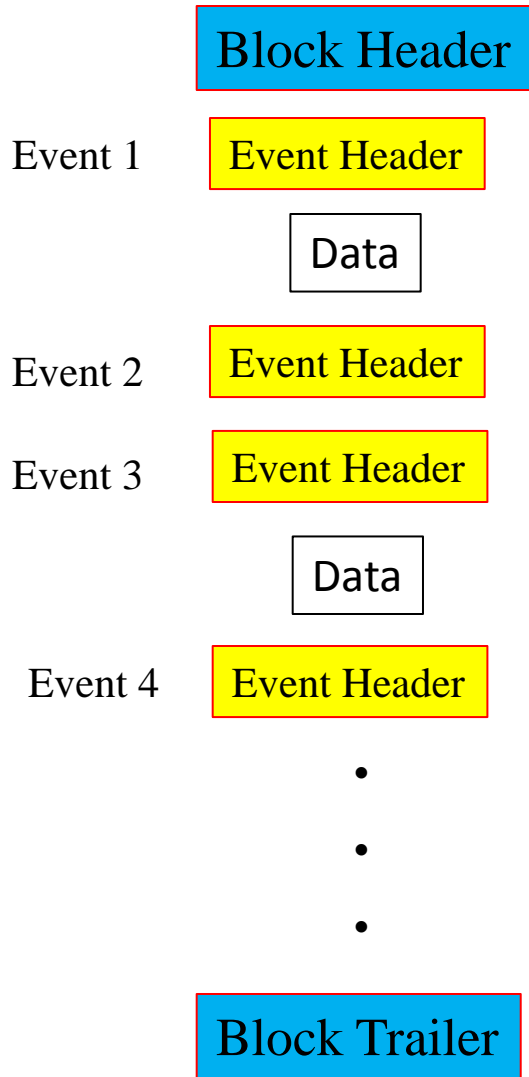 Block Header
Event 1 Event Header
Data
Event 2 Event Header
Event 3 Event Header
Data
Event 4 Event Header
•
•
•
Block Trailer